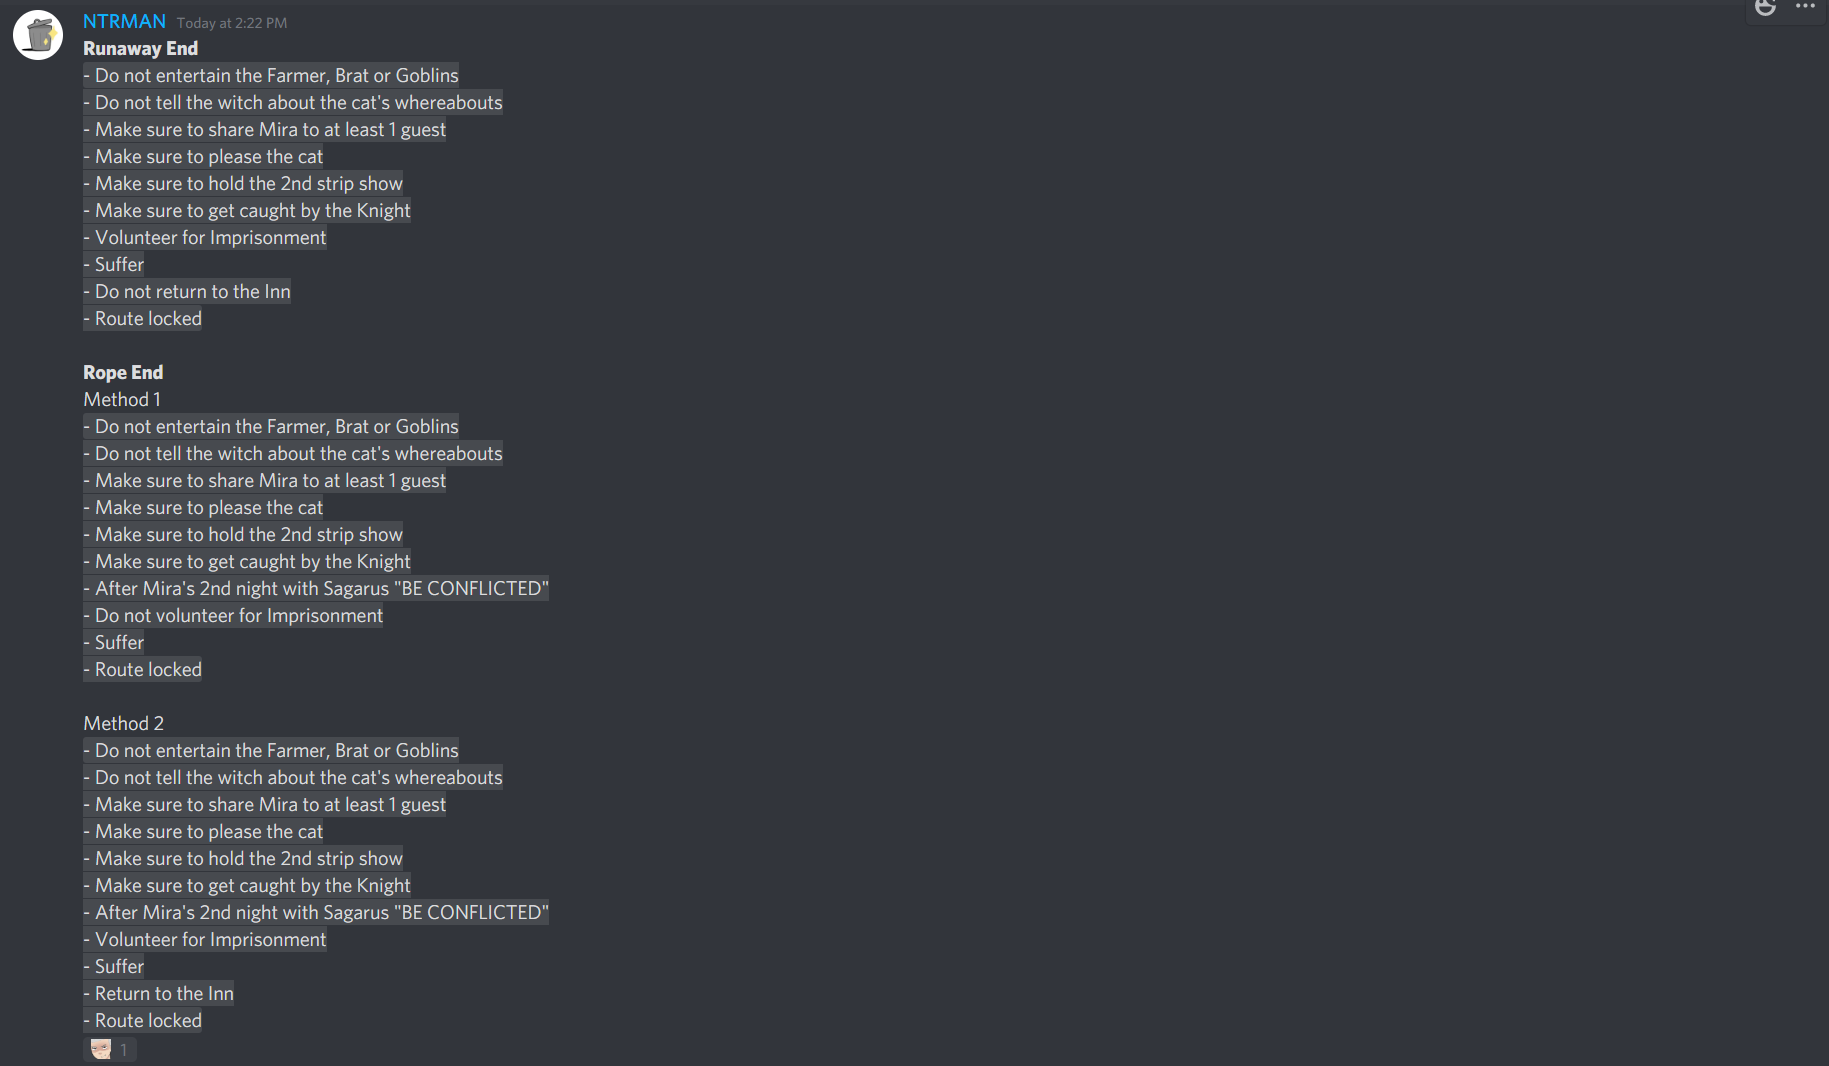 NTRMAN Today at 2:22 PM
Runaway End
- Do not entertain the Farmer, Brat or Goblins
- Do not tell the witch about the cat's whereabouts
- Make sure to share Mira to at least 1 guest
- Make sure to please the cat
- Make sure to hold the 2nd strip show
- Make sure to get caught by the Knight
- Volunteer for Imprisonment
- Suffer
- Do not return to the Inn
- Route locked
Rope End
Method 1
- Do not entertain the Farmer, Brat or Goblins
- Do not tell the witch about the cat's whereabouts
- Make sure to share Mira to at least 1 guest
- Make sure to please the cat
- Make sure to hold the 2nd strip show
- Make sure to get caught by the Knight
- After Mira's 2nd night with Sagarus "BE CONFLICTED"
- Do not volunteer for Imprisonment
- Suffer
- Route locked
Method 2
- Do not entertain the Farmer, Brat or Goblins
- Do not tell the witch about the cat's whereabouts
- Make sure to share Mira to at least 1 guest
- Make sure to please the cat
- Make sure to hold the 2nd strip show
- Make sure to get caught by the Knight
- After Mira's 2nd night with Sagarus "BE CONFLICTED"
- Volunteer for Imprisonment
- Suffer
- Return to the Inn
- Route locked
1